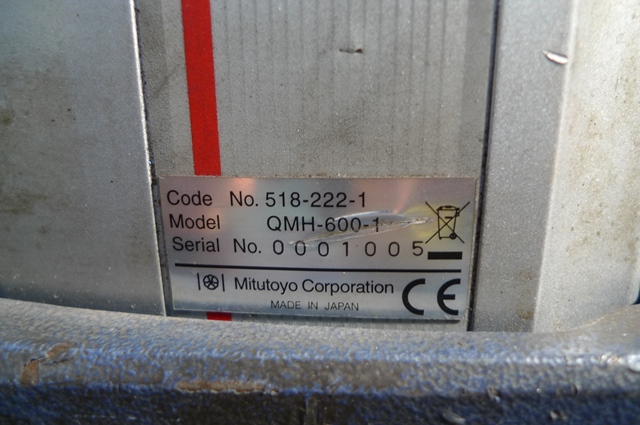 Code No. 518-222-1
Model QMH-600-1
Serial No. 0001005
Mitutoyo Corporation
MADE IN JAPAN
CE